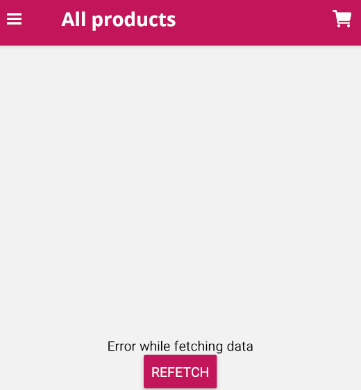 All products
Error while fetching data
REFETCH